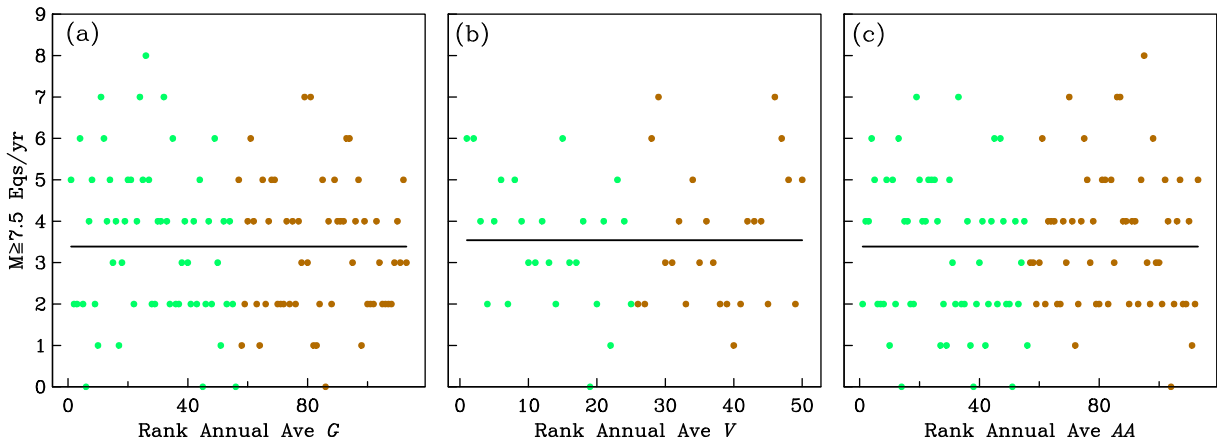 (a)
(b)
(c)
M≥7.5 Eqs/yr
9
8
7
6
5
4
3
2
1
0
0 40 80
0 10 20 30 40 50
0 40 80
Rank Annual Ave G
Rank Annual Ave V
Rank Annual Ave AA